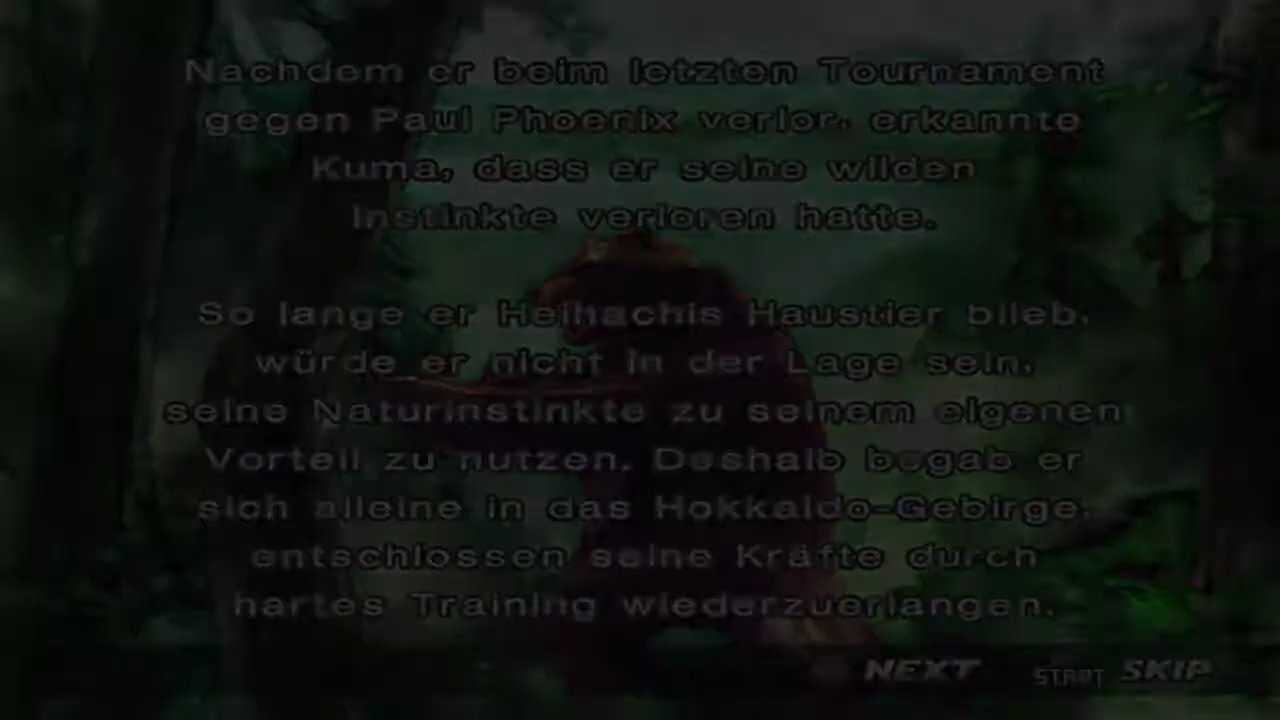 Nachdem er beim letzten Tournament
gegen Paul Phoenix verlor, erkannte
Kuma, dass er seine wilden
Instinkte verloren hatte.
So lange er Heihachis Haustier blieb,
würde er nicht in der Lage sein,
seine Naturinstinkte zu seinem eigenen
Vorteil zu nutzen. Deshalb begab er
sich alleine in das Hokkaido-Gebirge,
entschlossen seine Kräfte durch
hartes Training wiederzuerlangen.
NEXT START SKIP